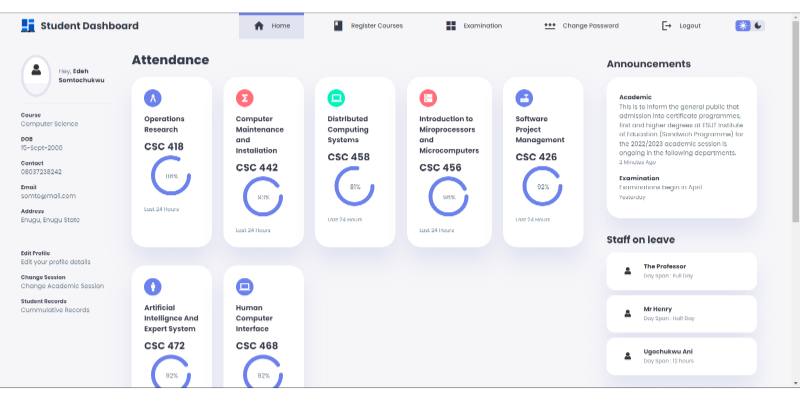 Student Dashboard
Home
Register Courses
Examination
Change Password
Logout
Hey, Edeh
Somtochukwu
Course
Computer Science
DOB
15-Sept-2000
Contact
08037238242
Email
somto@mail.com
Address
Enugu, Enugu State
Edit Profile
Edit your profile details
Change Session
Change Academic Session
Student Records
Cummulative Records
Attendance
Operations
Research
CSC 418
Last 24 Hours
Computer
Maintenance
and
Installation
CSC 442
93%
Last 24 Hours
Distributed
Computing
Systems
CSC 458
81%
Last 24 Hours
Introduction to
Miroprocessors
and
Microcomputers
CSC 456
Last 24 Hours
Software
Project
Management
CSC 426
92%
Last 24 Hours
Artificial
Intelligence And
Expert System
CSC 472
92%
Human
Computer
Interface
CSC 468
92%
Announcements
Academic
This is to inform the general public that
admission into certificate programmes,
first and higher degrees at ESUT Institute
of Education (Sandwich Programme) for
the 2022/2023 academic session is
ongoing in the following departments.
2 Minutes Ago
Examination
Examinations begin in April
Yesterday
Staff on leave
The Professor
Day Span : Full Day
Mr Henry
Day Span : Half Day
Ugochukwu Ani
Day Span : 12 hours